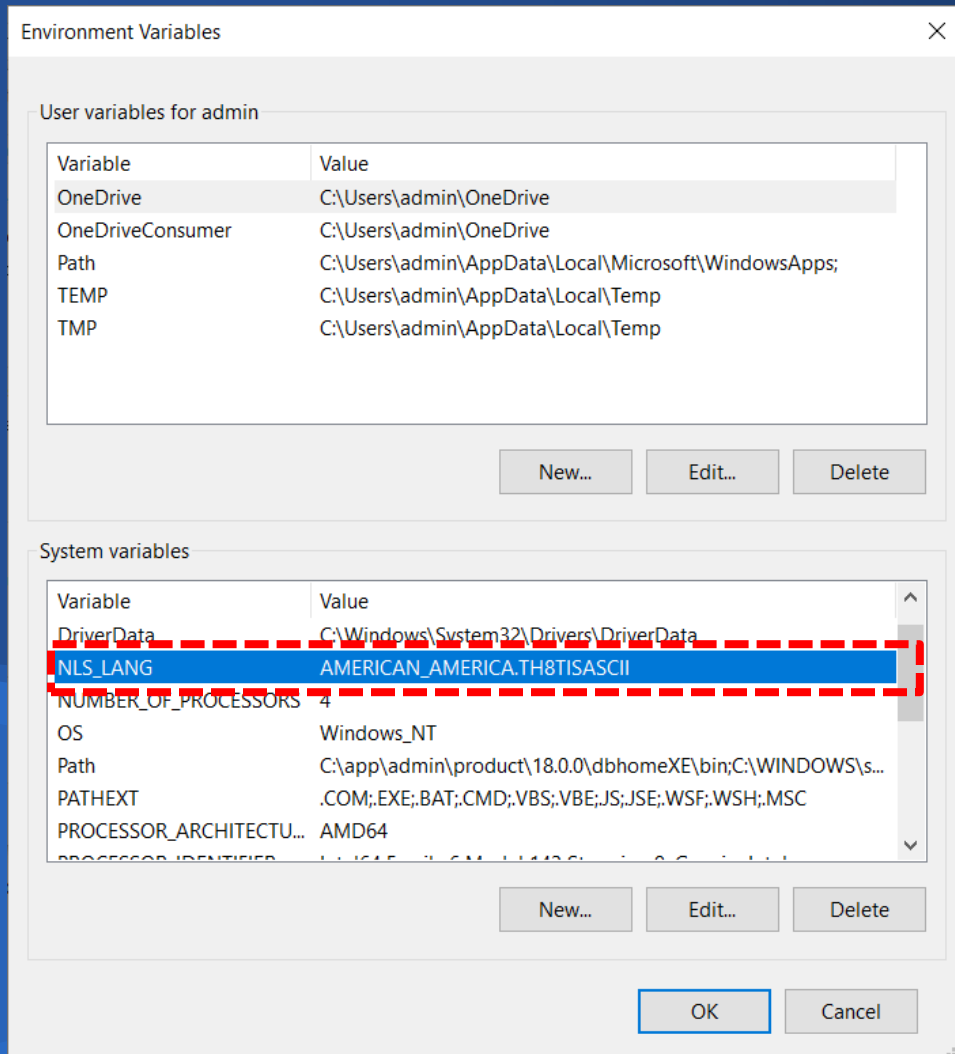 Environment Variables
User variables for admin
Variable Value
OneDrive C:\Users\admin\OneDrive
OneDriveConsumer C:\Users\admin\OneDrive
Path C:\Users\admin\AppData\Local\Microsoft\WindowsApps;
TEMP C:\Users\admin\AppData\Local\Temp
TMP C:\Users\admin\AppData\Local\Temp
New... Edit... Delete
System variables
Variable Value
DriverData C:\Windows\System32\Drivers\DriverData
NLS_LANG AMERICAN_AMERICA.TH8TISASCII
NUMBER_OF_PROCESSORS 4
OS Windows_NT
Path C:\app\admin\product\18.0.0\dbhomeXE\bin;C:\WINDOWS\s...
PATHEXT .COM;.EXE;.BAT;.CMD;.VBS;.VBE;.JS;.JSE;.WSF;.WSH;.MSC
PROCESSOR_ARCHITECTU... AMD64
PROCESSOR_IDENTIFIER
New... Edit... Delete
OK Cancel